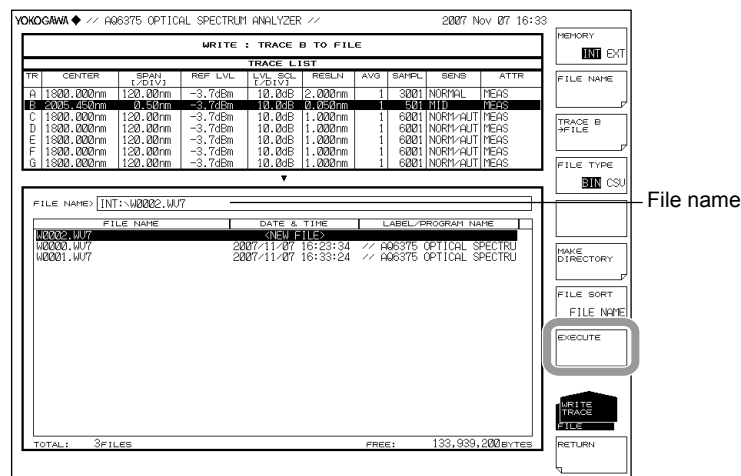 YOKOGAWA ◆ // AQ6375 OPTICAL SPECTRUM ANALYZER // 2007 Nov 07 16:33
WRITE : TRACE B TO FILE
TRACE LIST
TR CENTER SPAN [/DIV] REF LVL LVL SCL [/DIV] RESLN AVG SAMPL SENS ATTR
A 1800.000nm 120.00nm -3.7dBm 10.0dB 2.000nm 1 3001 NORMAL MEAS
B 2005.450nm 0.50nm -3.7dBm 10.0dB 0.050nm 1 501 MID MEAS
C 1800.000nm 120.00nm -3.7dBm 10.0dB 1.000nm 1 6001 NORM/AUT MEAS
D 1800.000nm 120.00nm -3.7dBm 10.0dB 1.000nm 1 6001 NORM/AUT MEAS
E 1800.000nm 120.00nm -3.7dBm 10.0dB 1.000nm 1 6001 NORM/AUT MEAS
F 1800.000nm 120.00nm -3.7dBm 10.0dB 1.000nm 1 6001 NORM/AUT MEAS
G 1800.000nm 120.00nm -3.7dBm 10.0dB 1.000nm 1 6001 NORM/AUT MEAS
▼
FILE NAME> INT:\W0002.WV7
FILE NAME DATE & TIME LABEL/PROGRAM NAME
W0002.WV7 <NEW FILE>
W0000.WV7 2007/11/07 16:23:34 // AQ6375 OPTICAL SPECTRU
W0001.WV7 2007/11/07 16:33:24 // AQ6375 OPTICAL SPECTRU
TOTAL: 3FILES FREE: 133,939,200BYTES
MEMORY
INT EXT
FILE NAME
TRACE B
→FILE
FILE TYPE
BIN CSV
MAKE
DIRECTORY
FILE SORT
FILE NAME
EXECUTE
WRITE
TRACE
FILE
RETURN
File name